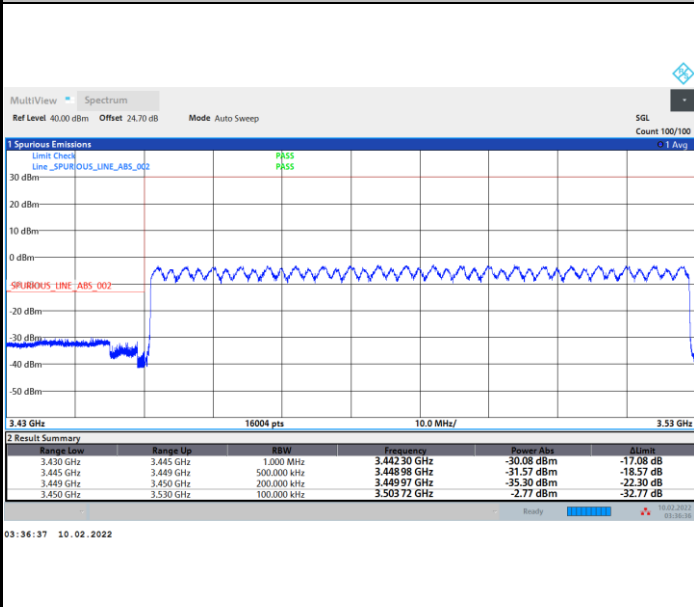 MultiView Spectrum
Ref Level 40.00 dBm Offset 24.70 dB Mode Auto Sweep SGL
Count 100/100
1 Spurious Emissions 1 Avg
Limit Check PASS
Line _SPURIOUS_LINE_ABS_002 PASS
30 dBm
20 dBm
10 dBm
0 dBm
_SPURIOUS_LINE_ABS_002
-20 dBm
-30 dBm
-40 dBm
-50 dBm
3.43 GHz 16004 pts 10.0 MHz/ 3.53 GHz
2 Result Summary
Range Low Range Up RBW Frequency Power Abs ΔLimit
3.430 GHz 3.445 GHz 1.000 MHz 3.442 30 GHz -30.08 dBm -17.08 dB
3.445 GHz 3.449 GHz 500.000 kHz 3.448 98 GHz -31.57 dBm -18.57 dB
3.449 GHz 3.450 GHz 200.000 kHz 3.449 97 GHz -35.30 dBm -22.30 dB
3.450 GHz 3.530 GHz 100.000 kHz 3.503 72 GHz -2.77 dBm -32.77 dB
Ready 10.02.2022
03:36:36
03:36:37 10.02.2022